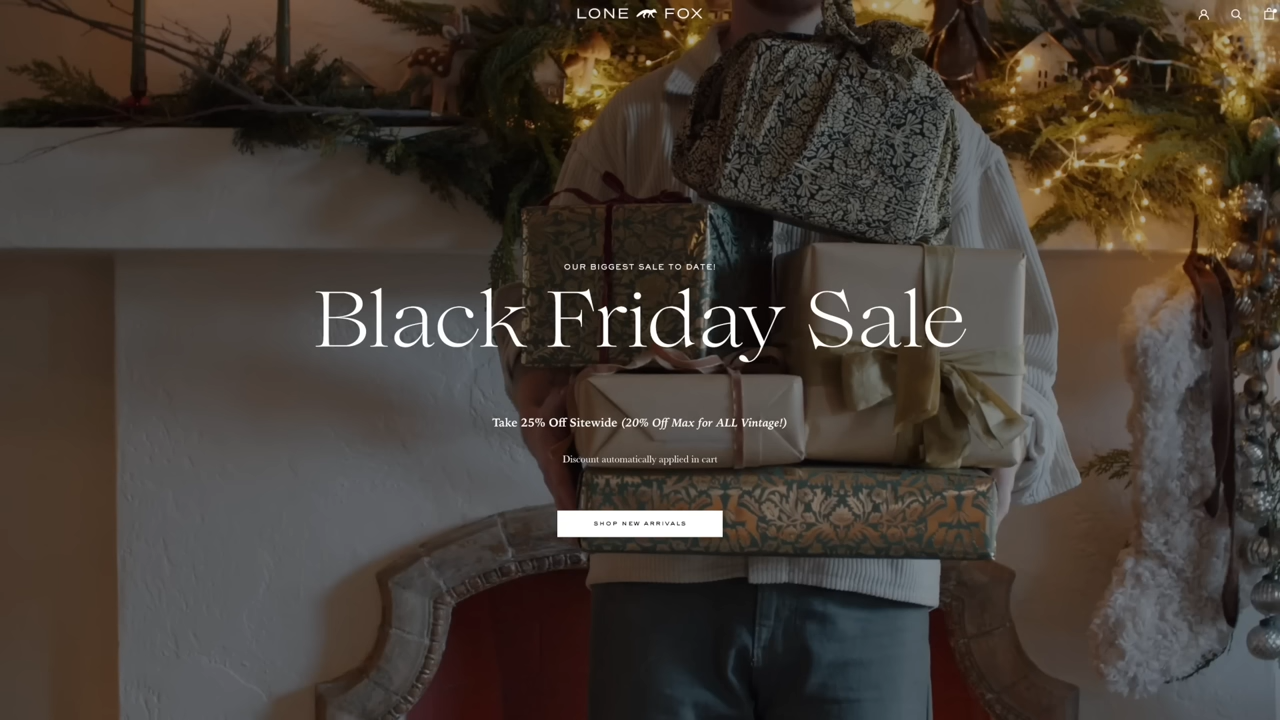 LONE FOX
OUR BIGGEST SALE TO DATE!
Black Friday Sale
Take 25% Off Sitewide (20% Off Max for ALL Vintage!)
Discount automatically applied in cart
SHOP NEW ARRIVALS